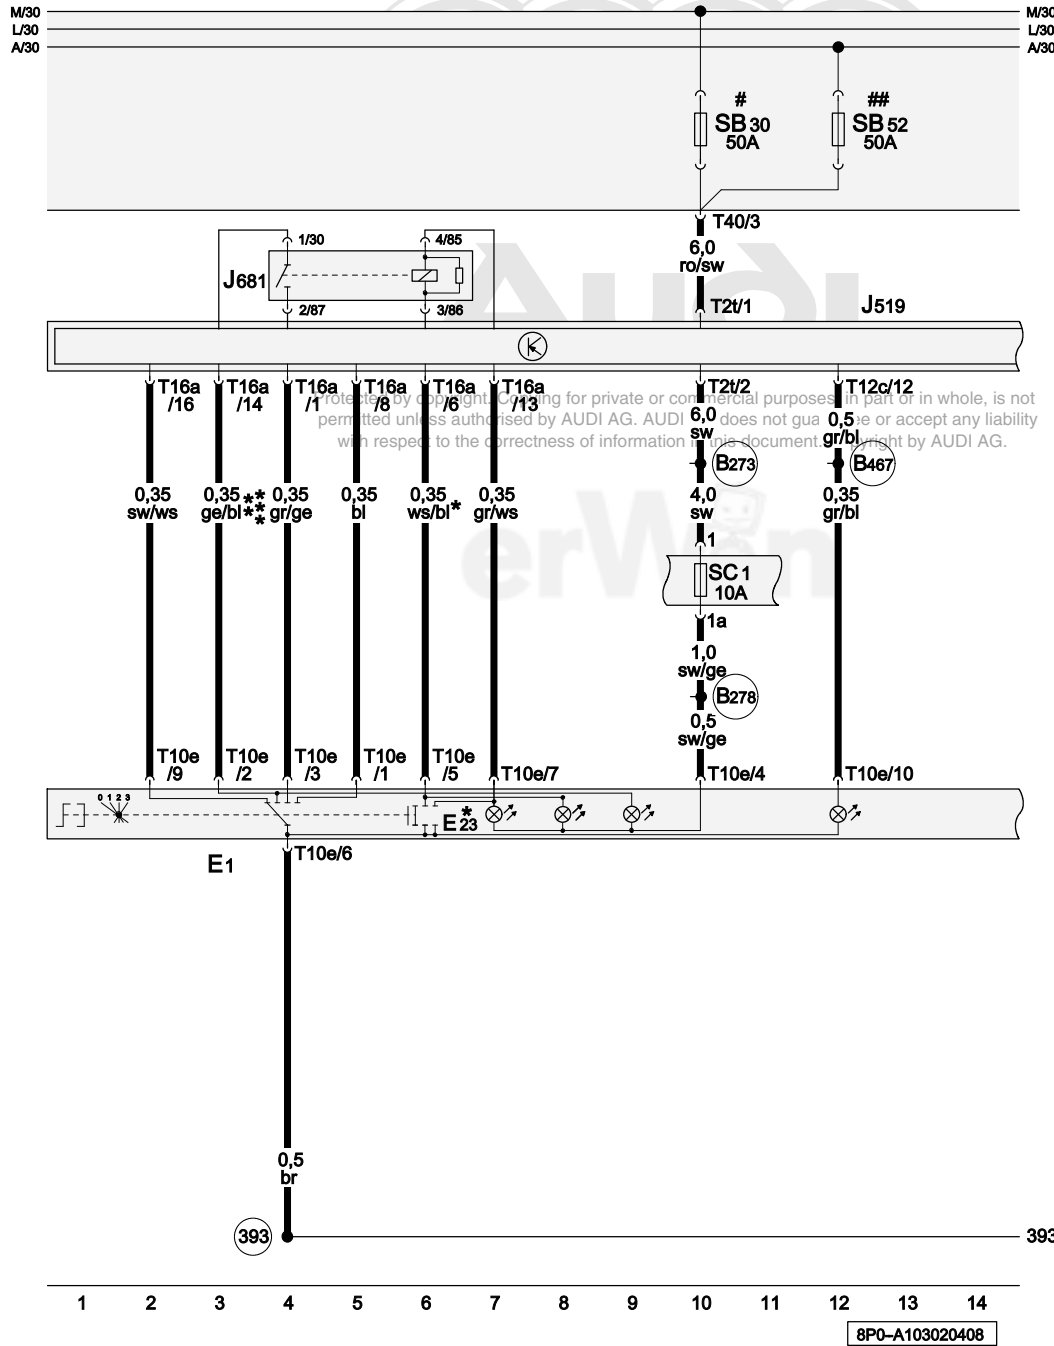 M/30 M/30
L/30 L/30
A/30 A/30
# ##
SB 30 SB 52
50A 50A
T40/3
1/30 4/85
6,0
ro/sw
J681
Audi
2/87 3/86 T2t/1 J519
T16a T16a T16a T16a T16a T16a T2t/2 T12c/12
/16 /14 /1 /8 /6 /13
Protected by copyright. Copying for private or commercial purposes, in part or in whole, is not
permitted unless authorised by AUDI AG. AUDI does not gua ee or accept any liability
with respect to the correctness of information in this document. Copyright by AUDI AG.
6,0 0,5
sw gr/bl
B273 B467
0,35 0,35 *** 0,35 0,35 0,35 0,35 4,0 0,35
sw/ws ge/bl** gr/ge bl ws/bl* gr/ws sw gr/bl
erWin
1
SC 1
10A
1a
1,0
sw/ge
B278
0,5
sw/ge
T10e T10e T10e T10e T10e
/9 /2 /3 /1 /5 T10e/7 T10e/4 T10e/10
0 1 2 3
E23 *
E1 T10e/6
0,5
br
393 393
1 2 3 4 5 6 7 8 9 10 11 12 13 14
8P0–A103020408